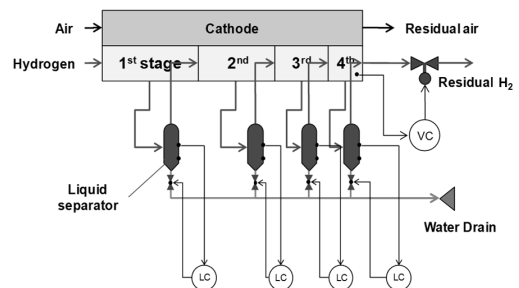 Air
Cathode
Residual air
Hydrogen
1st stage
2nd
3rd
4th
Residual H2
VC
Liquid
separator
Water Drain
LC
LC
LC
LC